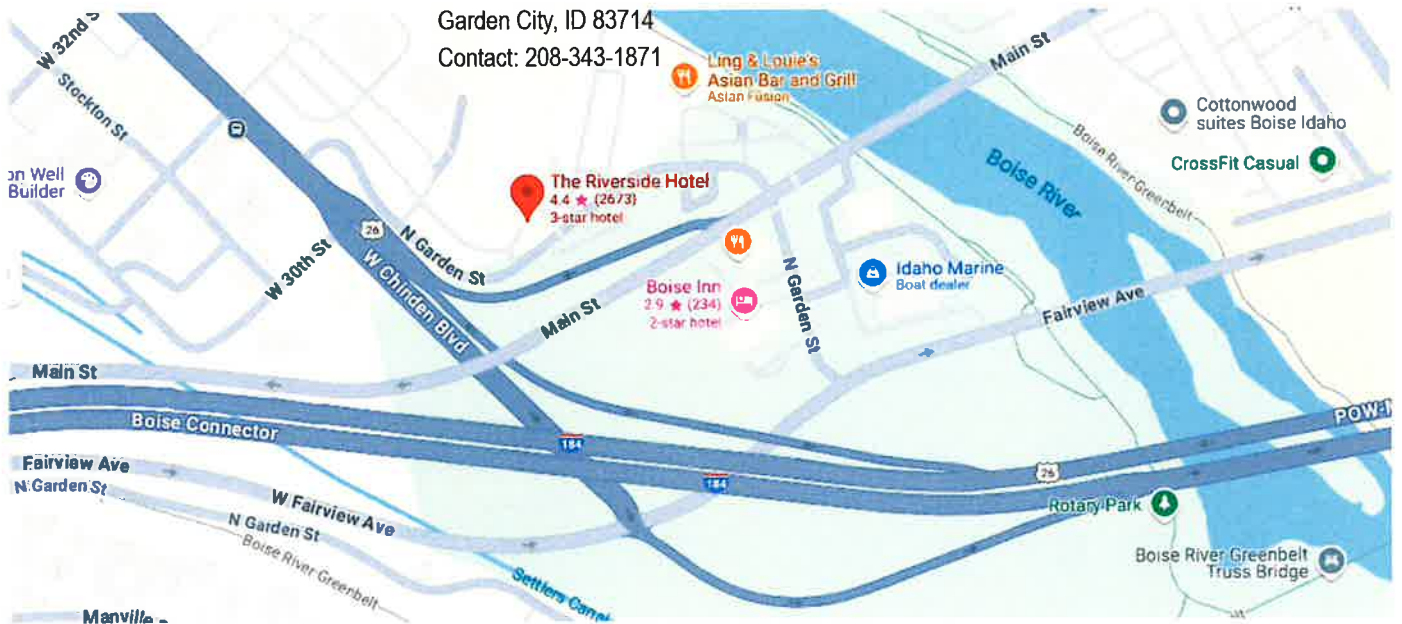 Garden City, ID 83714
Contact: 208-343-1871
W 32nd S
Main St
Ling & Louie's
Asian Bar and Grill
Asian Fusion
Stockton St
Cottonwood
suites Boise Idaho
Boise River Greenbelt
CrossFit Casual
on Well
Builder
The Riverside Hotel
4.4 ★ (2673)
3-star hotel
Boise River
26
N Garden St
W 30th St
W Chinden Blvd
Boise Inn
2.9 ★ (234)
2-star hotel
N Garden St
Idaho Marine
Boat dealer
Main St
Fairview Ave
Main St
Boise Connector
184
POW-
Fairview Ave
N Garden St
184
26
W Fairview Ave
Rotary Park
N Garden St
Boise River Greenbelt
Boise River Greenbelt
Truss Bridge
Settlers Canal
Manville